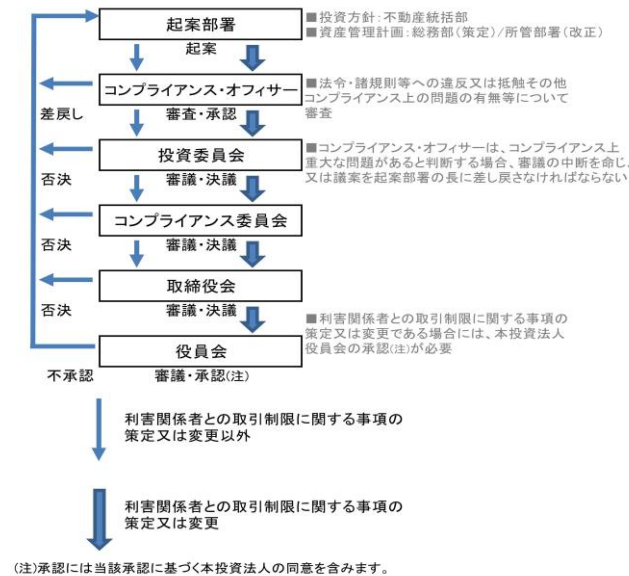 起案部署
■投資方針：不動産統括部
■資産管理計画：総務部(策定)/所管部署(改正)
起案
コンプライアンス・オフィサー
■法令・諸規則等への違反又は抵触その他
コンプライアンス上の問題の有無等について
審査
差戻し
審査・承認
投資委員会
■コンプライアンス・オフィサーは、コンプライアンス上
重大な問題があると判断する場合、審議の中断を命じ、
又は議案を起案部署の長に差し戻さなければならない
否決
審議・決議
コンプライアンス委員会
否決
審議・決議
取締役会
否決
審議・決議
■利害関係者との取引制限に関する事項の
策定又は変更である場合には、本投資法人
役員会の承認(注)が必要
役員会
不承認
審議・承認(注)
利害関係者との取引制限に関する事項の
策定又は変更以外
利害関係者との取引制限に関する事項の
策定又は変更
(注)承認には当該承認に基づく本投資法人の同意を含みます。